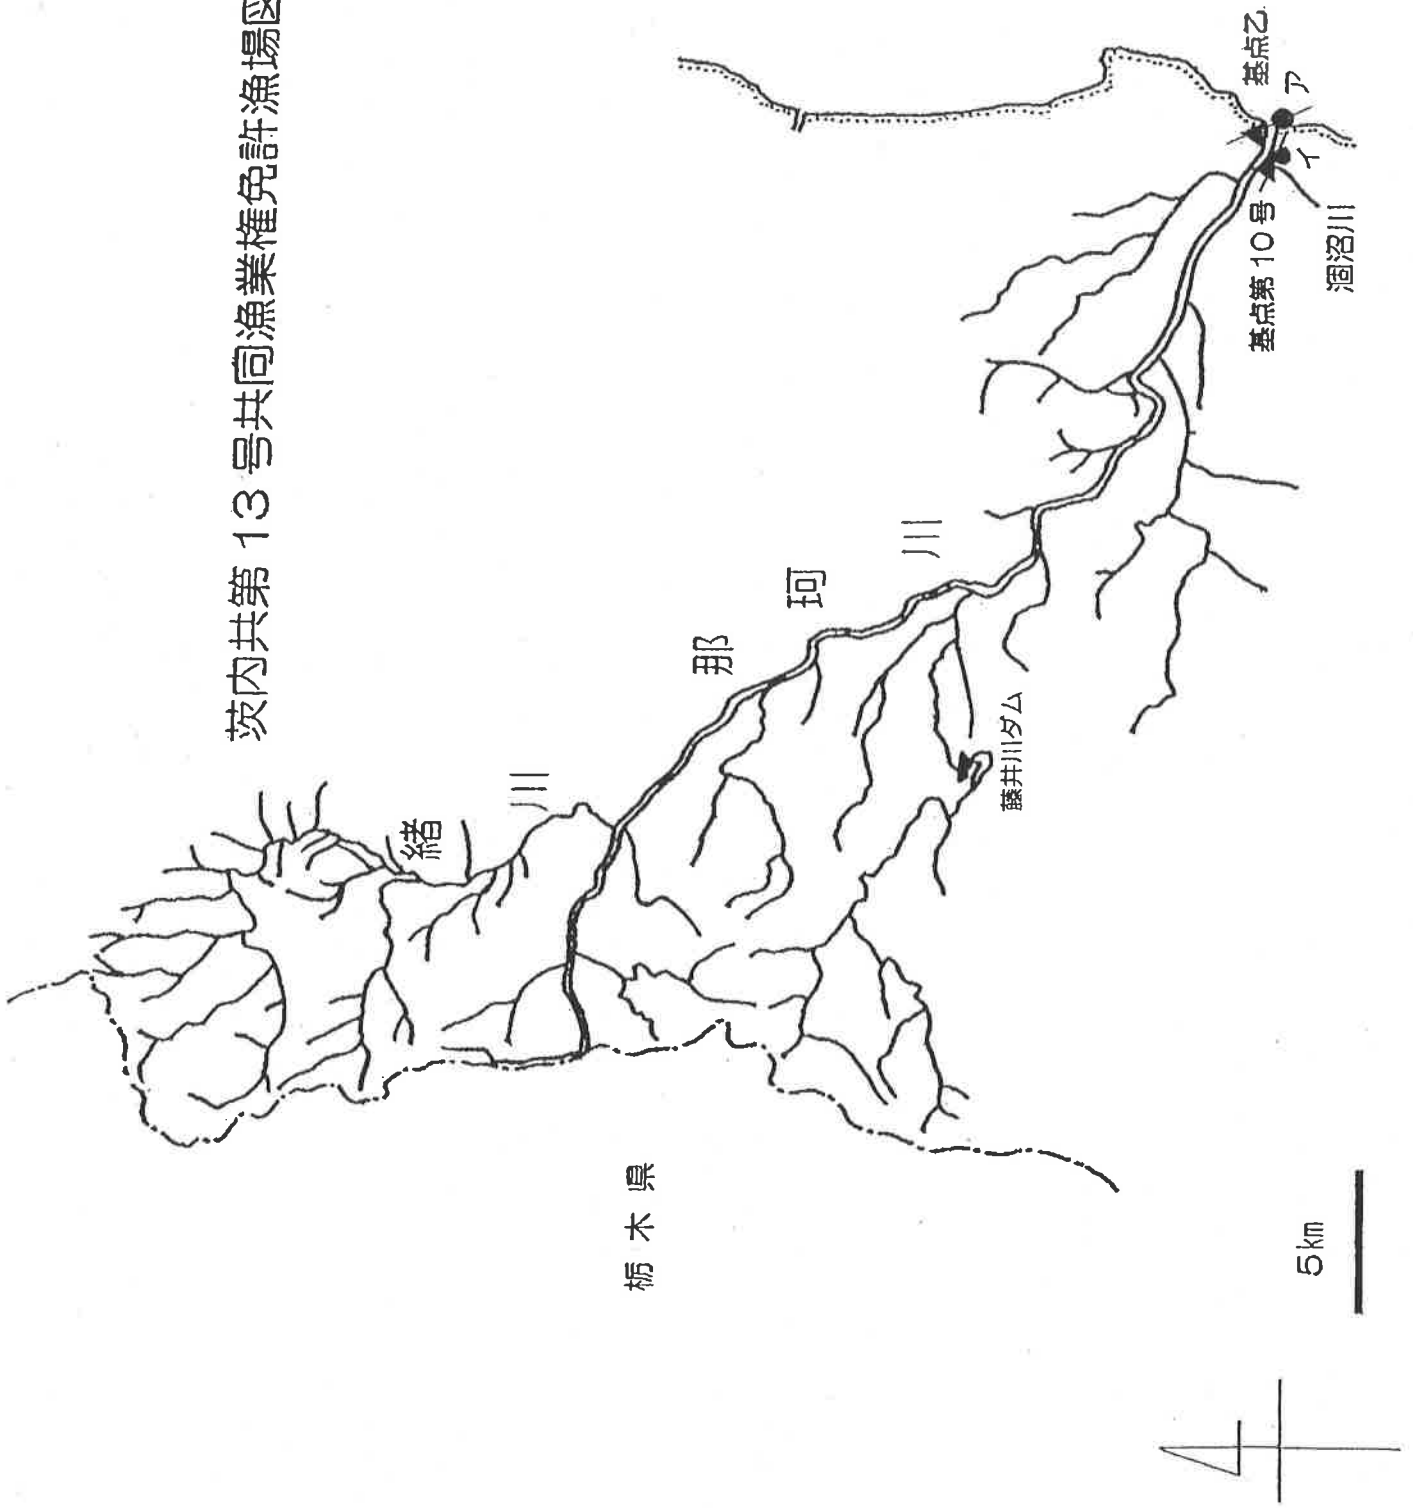 茨内共第13号共同漁業権免許漁場図
緒川
那珂川
藤井川ダム
栃木県
基点乙
ア
イ
基点第10号
涸沼川
5km